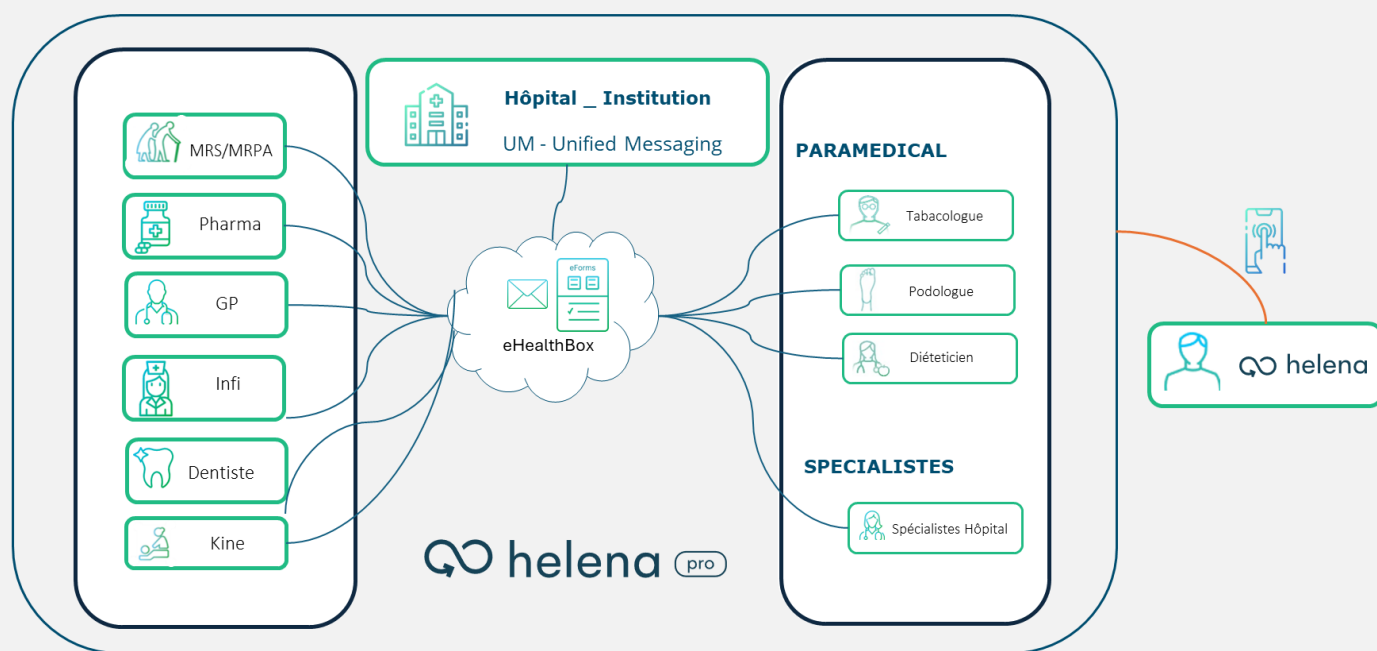 Hôpital _ Institution
UM - Unified Messaging
MRS/MRPA
Pharma
GP
Infi
Dentiste
Kine
eForms
eHealthBox
helena pro
PARAMEDICAL
Tabacologue
Podologue
Diéteticien
SPECIALISTES
Spécialistes Hôpital
helena